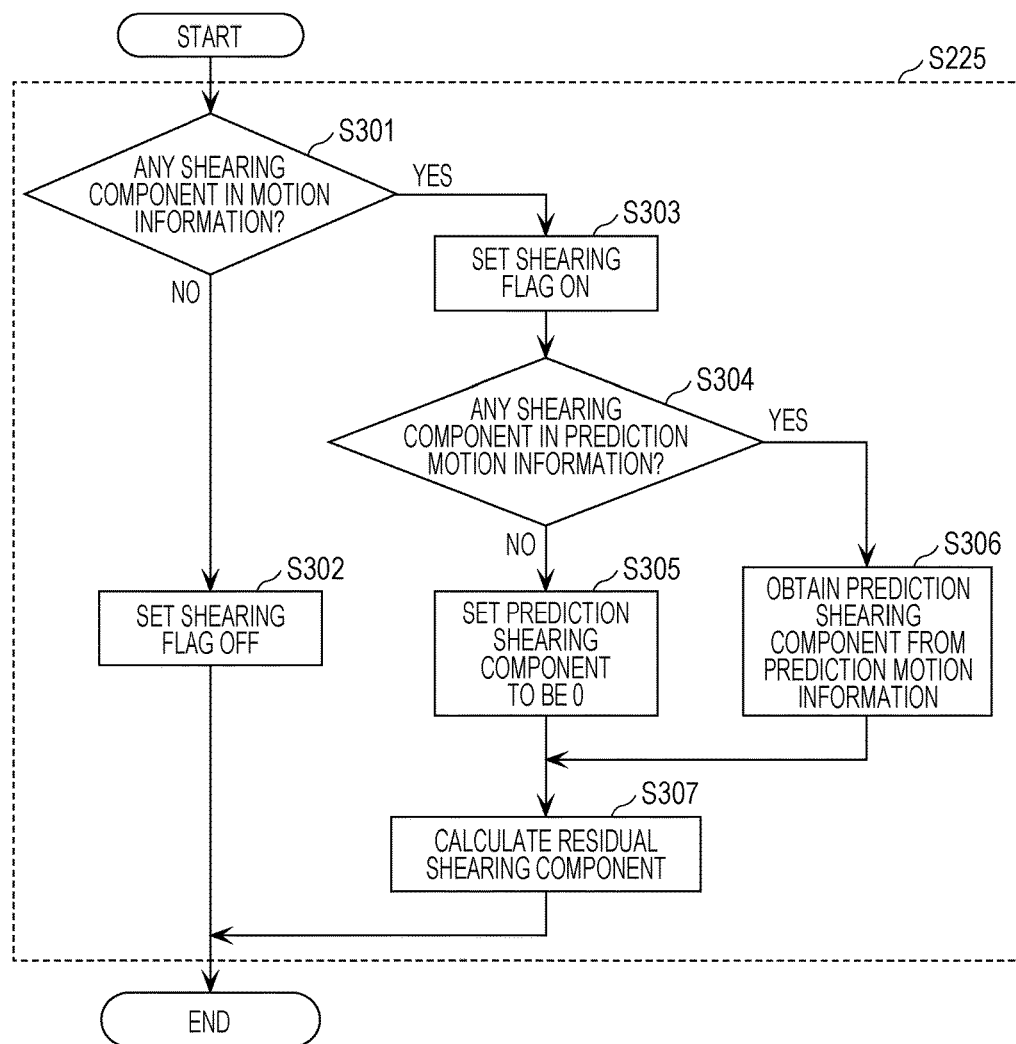 START
S225
S301
ANY SHEARING
COMPONENT IN MOTION
INFORMATION?
YES
NO
S303
SET SHEARING
FLAG ON
S304
ANY SHEARING
COMPONENT IN PREDICTION
MOTION INFORMATION?
YES
NO
S302
SET SHEARING
FLAG OFF
S305
SET PREDICTION
SHEARING
COMPONENT
TO BE 0
S306
OBTAIN PREDICTION
SHEARING
COMPONENT FROM
PREDICTION MOTION
INFORMATION
S307
CALCULATE RESIDUAL
SHEARING COMPONENT
END